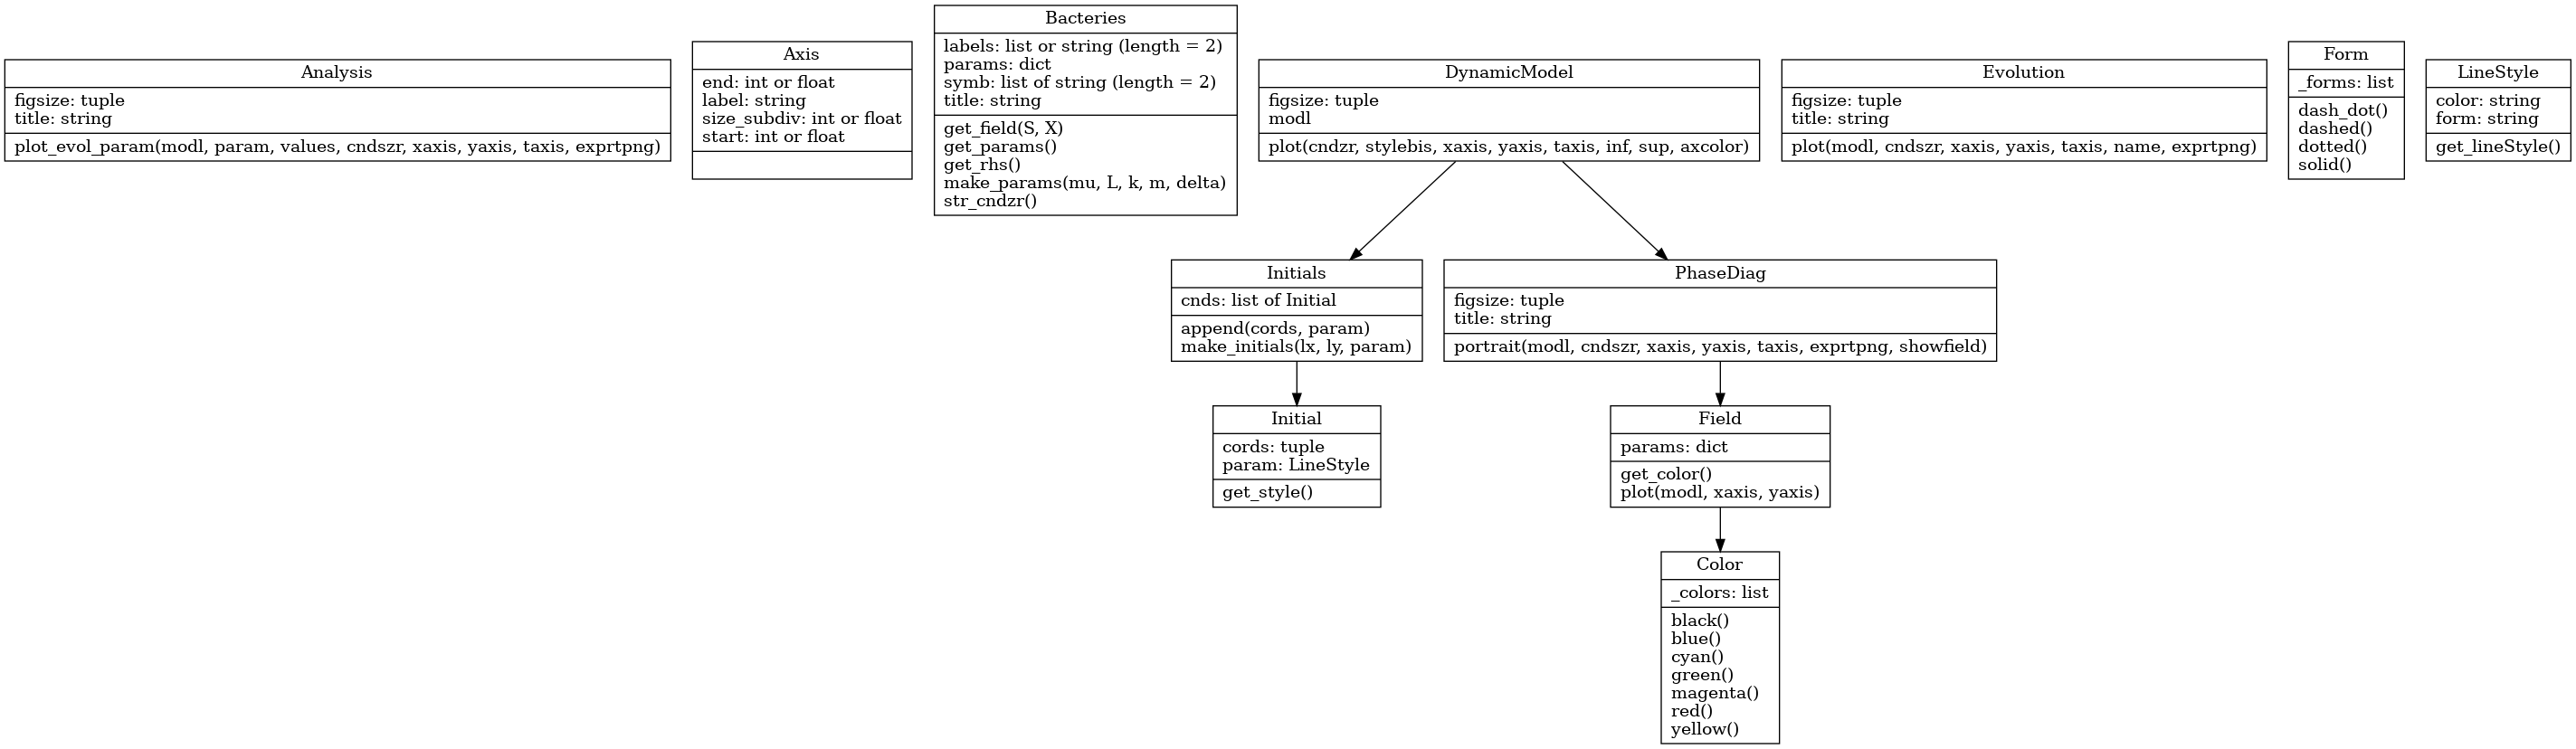 Analysis
figsize: tuple
title: string
plot_evol_param(modl, param, values, cndszr, xaxis, yaxis, taxis, exprtpng)
Axis
end: int or float
label: string
size_subdiv: int or float
start: int or float
Bacteries
labels: list or string (length = 2)
params: dict
symb: list of string (length = 2)
title: string
get_field(S, X)
get_params()
get_rhs()
make_params(mu, L, k, m, delta)
str_cndzr()
DynamicModel
figsize: tuple
modl
plot(cndzr, stylebis, xaxis, yaxis, taxis, inf, sup, axcolor)
Evolution
figsize: tuple
title: string
plot(modl, cndszr, xaxis, yaxis, taxis, name, exprtpng)
Form
_forms: list
dash_dot()
dashed()
dotted()
solid()
LineStyle
color: string
form: string
get_lineStyle()
Initials
cnds: list of Initial
append(cords, param)
make_initials(lx, ly, param)
PhaseDiag
figsize: tuple
title: string
portrait(modl, cndszr, xaxis, yaxis, taxis, exprtpng, showfield)
Initial
cords: tuple
param: LineStyle
get_style()
Field
params: dict
get_color()
plot(modl, xaxis, yaxis)
Color
_colors: list
black()
blue()
cyan()
green()
magenta()
red()
yellow()